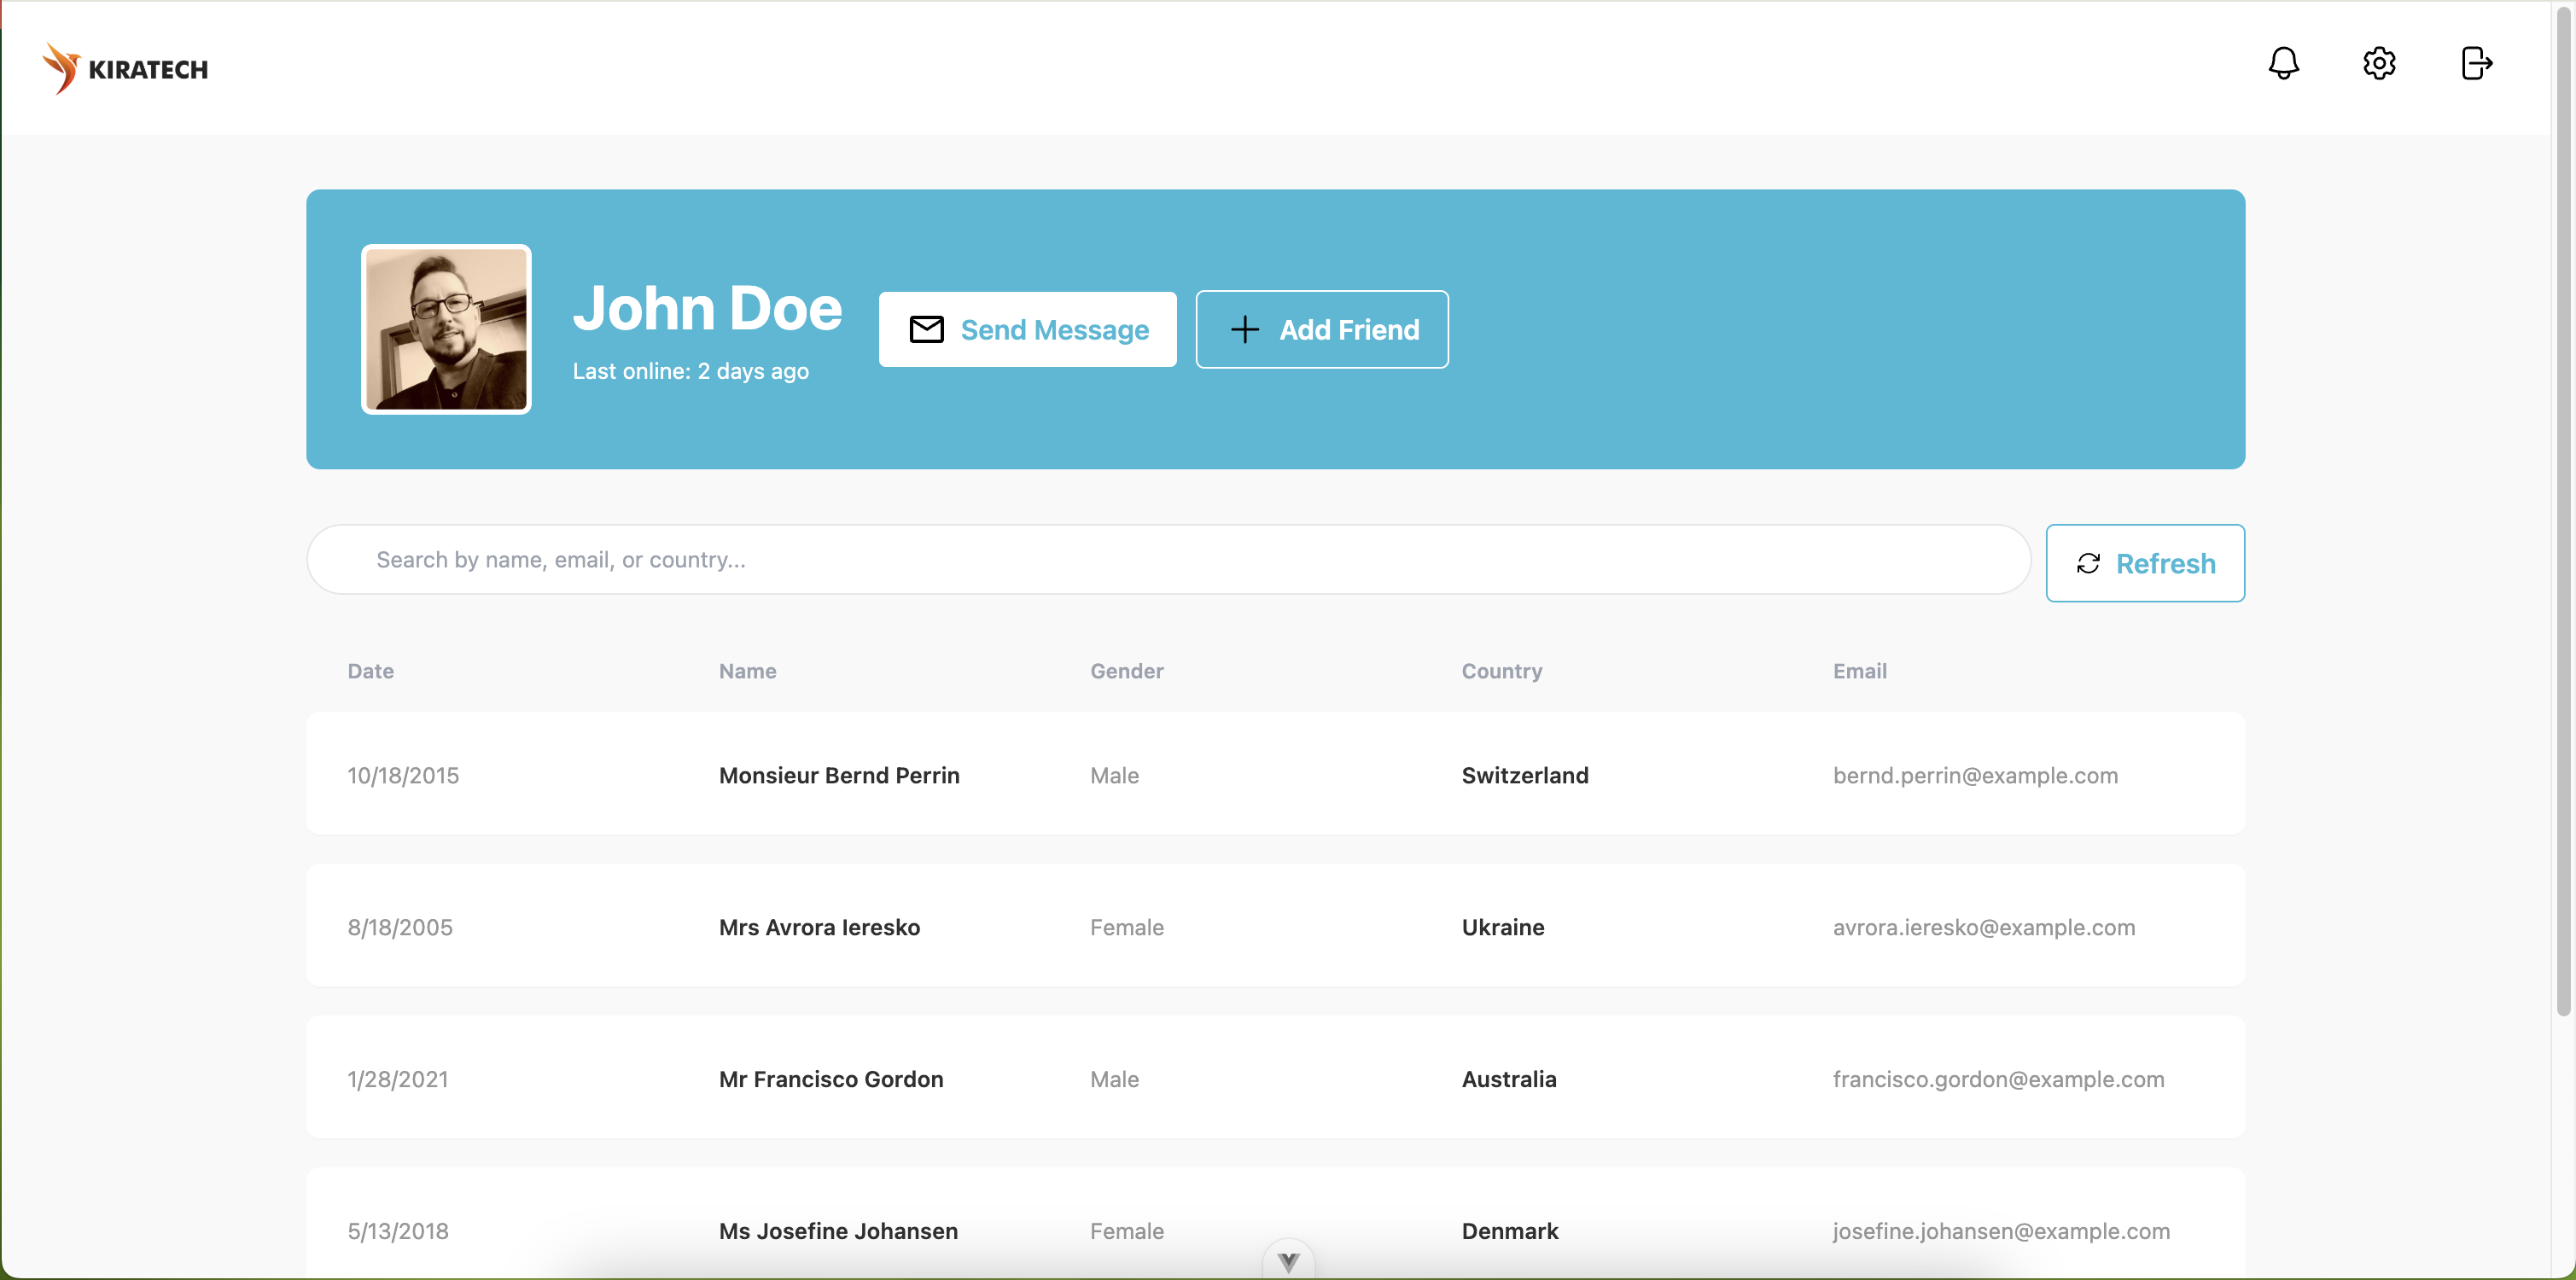 KIRATECH
John Doe
Last online: 2 days ago
Send Message
Add Friend
Search by name, email, or country...
Refresh
Date Name Gender Country Email
10/18/2015 Monsieur Bernd Perrin Male Switzerland bernd.perrin@example.com
8/18/2005 Mrs Avrora Ieresko Female Ukraine avrora.ieresko@example.com
1/28/2021 Mr Francisco Gordon Male Australia francisco.gordon@example.com
5/13/2018 Ms Josefine Johansen Female Denmark josefine.johansen@example.com